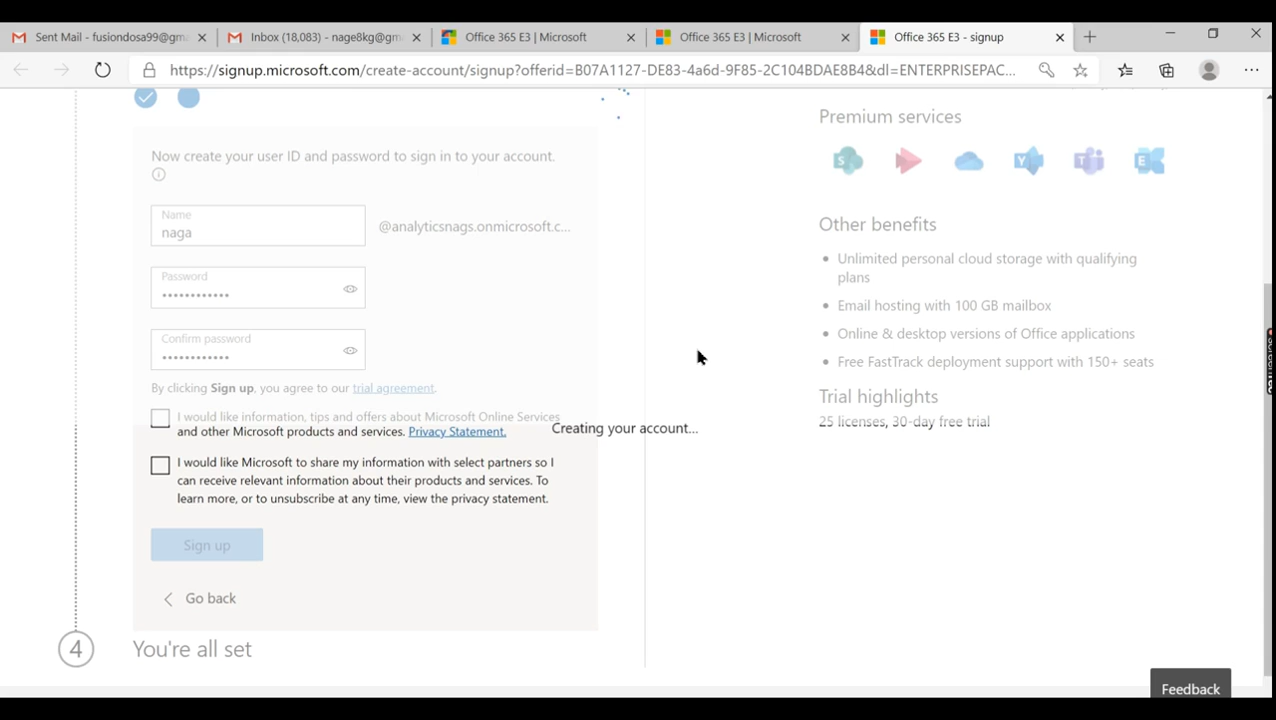 Sent Mail - fusiondosa99@gm
Inbox (18,083) - nage8kg@gm
Office 365 E3 | Microsoft
Office 365 E3 | Microsoft
Office 365 E3 - signup
https://signup.microsoft.com/create-account/signup?offerid=B07A1127-DE83-4a6d-9F85-2C104BDAE8B4&dl=ENTERPRISEPAC...
Now create your user ID and password to sign in to your account.
Name
naga
@analyticsnags.onmicrosoft.c...
Password
Confirm password
By clicking Sign up, you agree to our trial agreement.
I would like information, tips and offers about Microsoft Online Services
and other Microsoft products and services. Privacy Statement.
I would like Microsoft to share my information with select partners so I
can receive relevant information about their products and services. To
learn more, or to unsubscribe at any time, view the privacy statement.
Sign up
Go back
4
You're all set
Creating your account...
Premium services
Other benefits
Unlimited personal cloud storage with qualifying
plans
Email hosting with 100 GB mailbox
Online & desktop versions of Office applications
Free FastTrack deployment support with 150+ seats
Trial highlights
25 licenses, 30-day free trial
Feedback